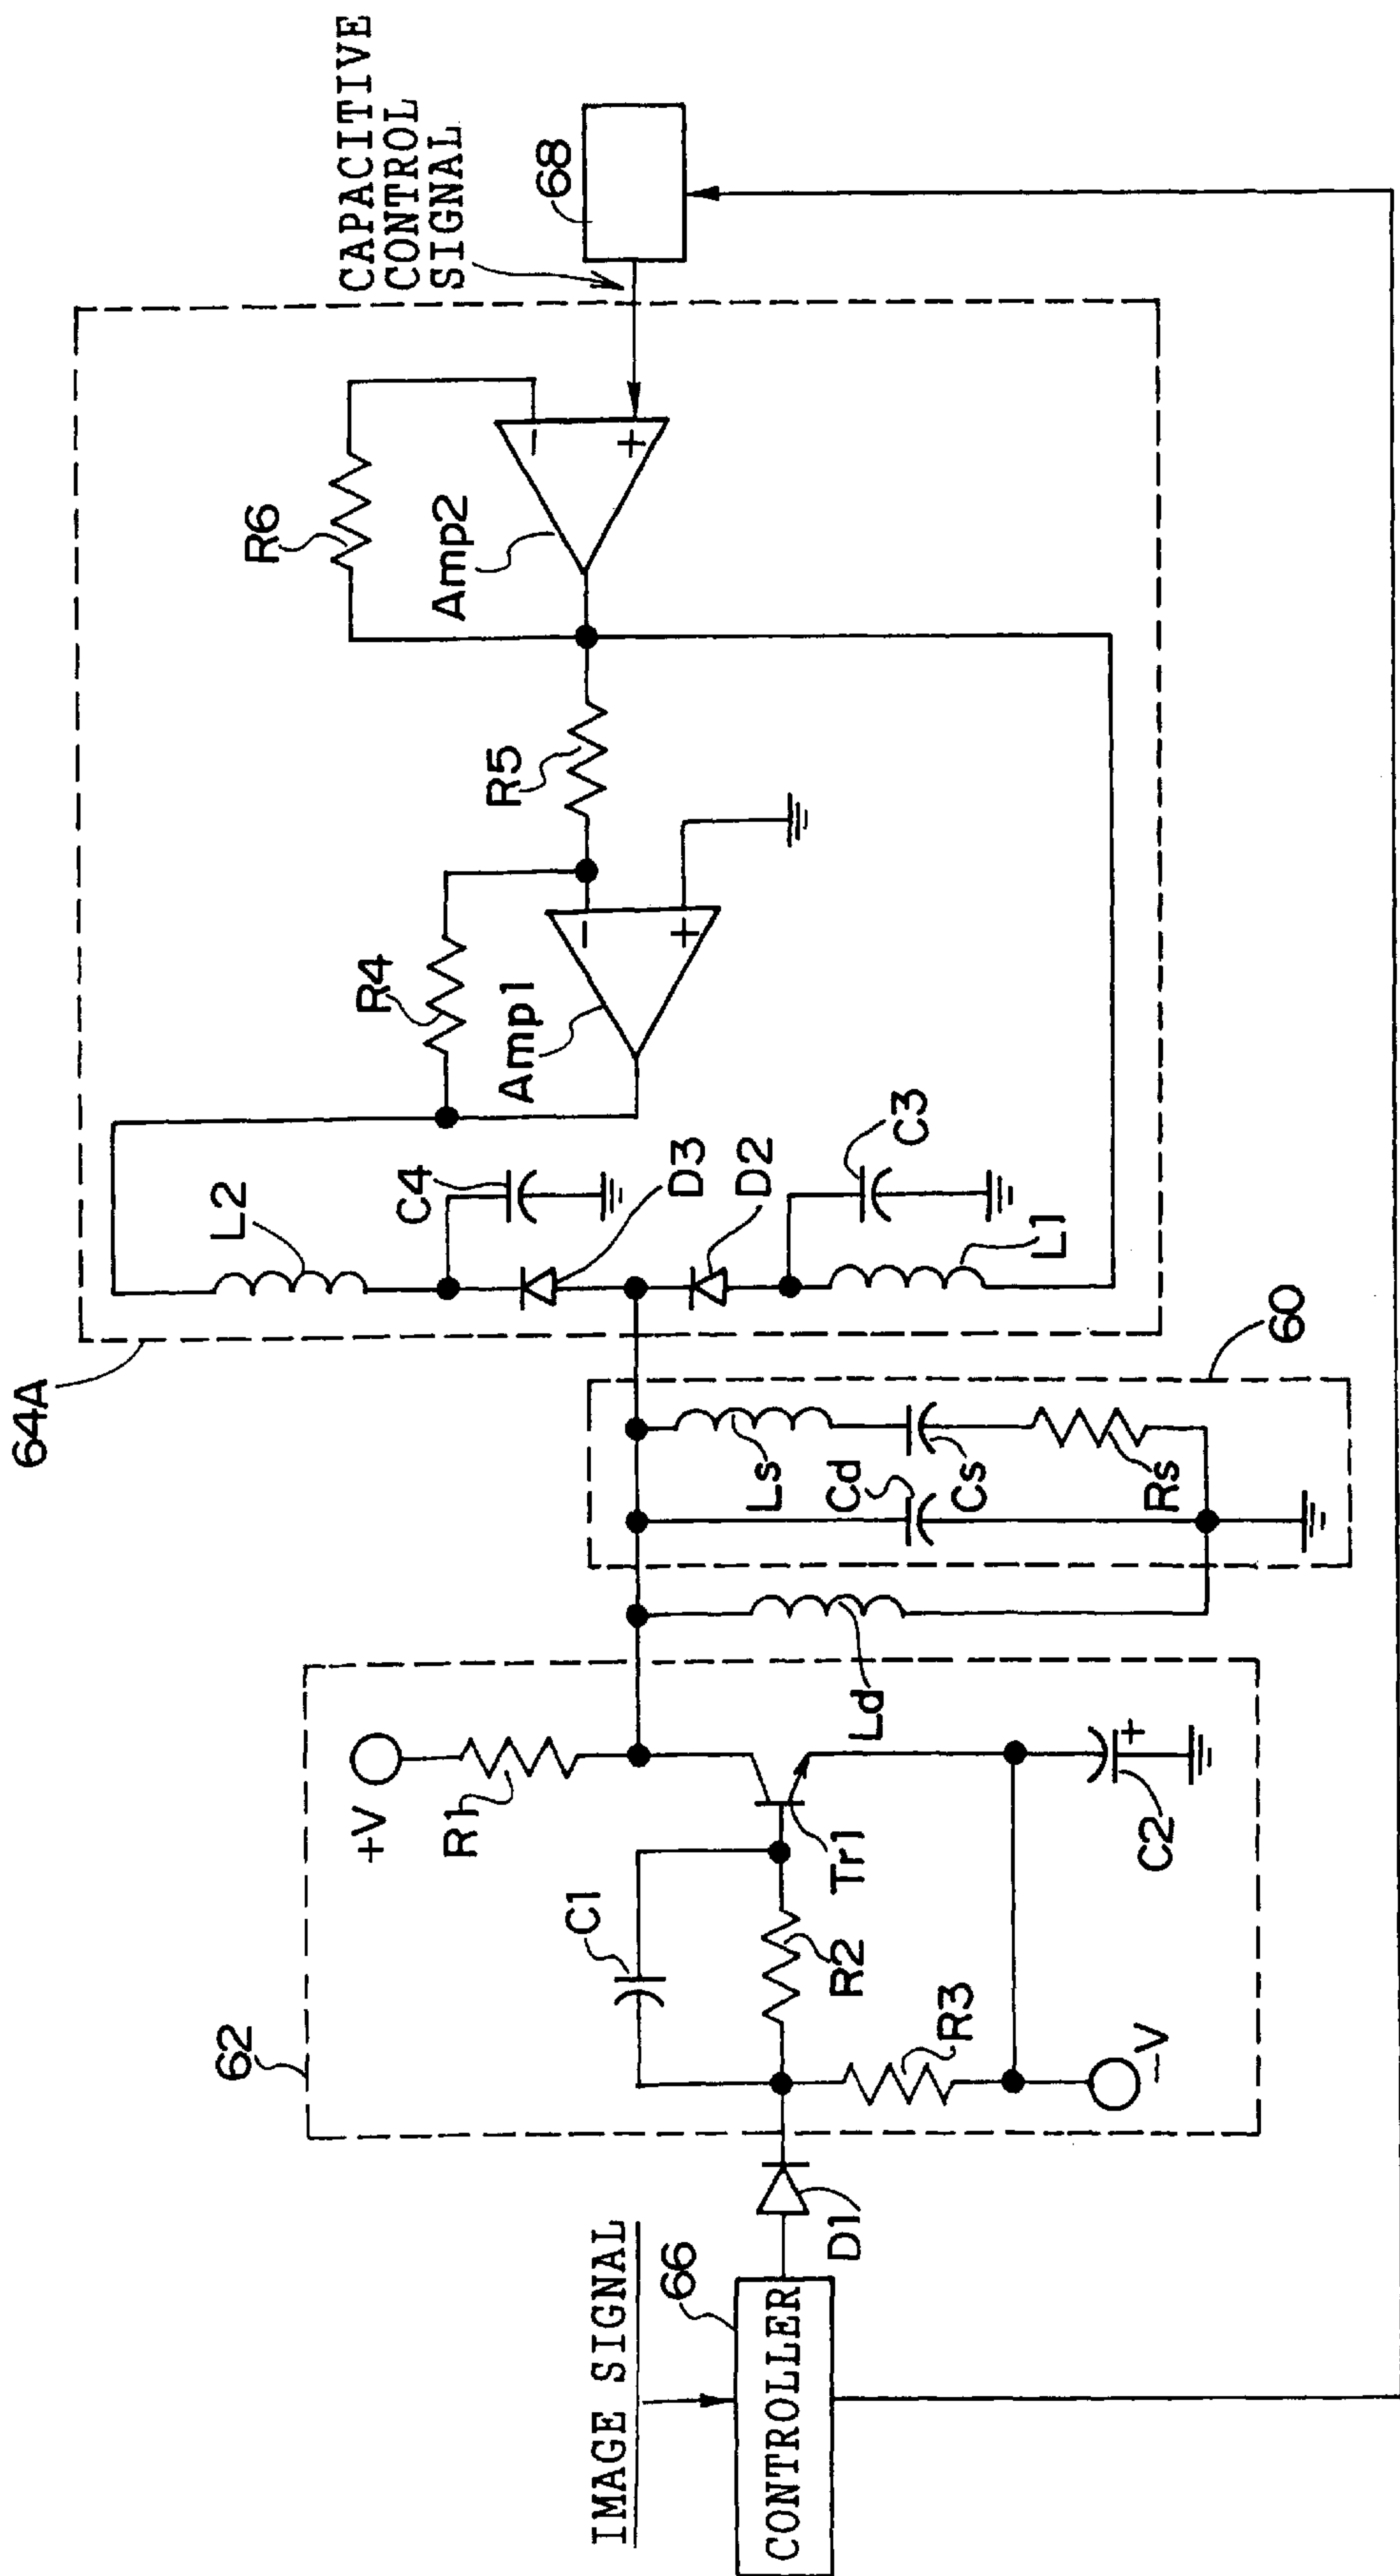 64A
CAPACITIVE
CONTROL
SIGNAL
68
R6
Amp2
R5
R4
Amp1
L2
C4
D3
D2
C3
L1
60
Ls
Cd
Cs
Rs
Ld
62
+V
R1
C1
R2
Tr1
R3
C2
+
-V
IMAGE SIGNAL
66
CONTROLLER
D1
-
+
-
+